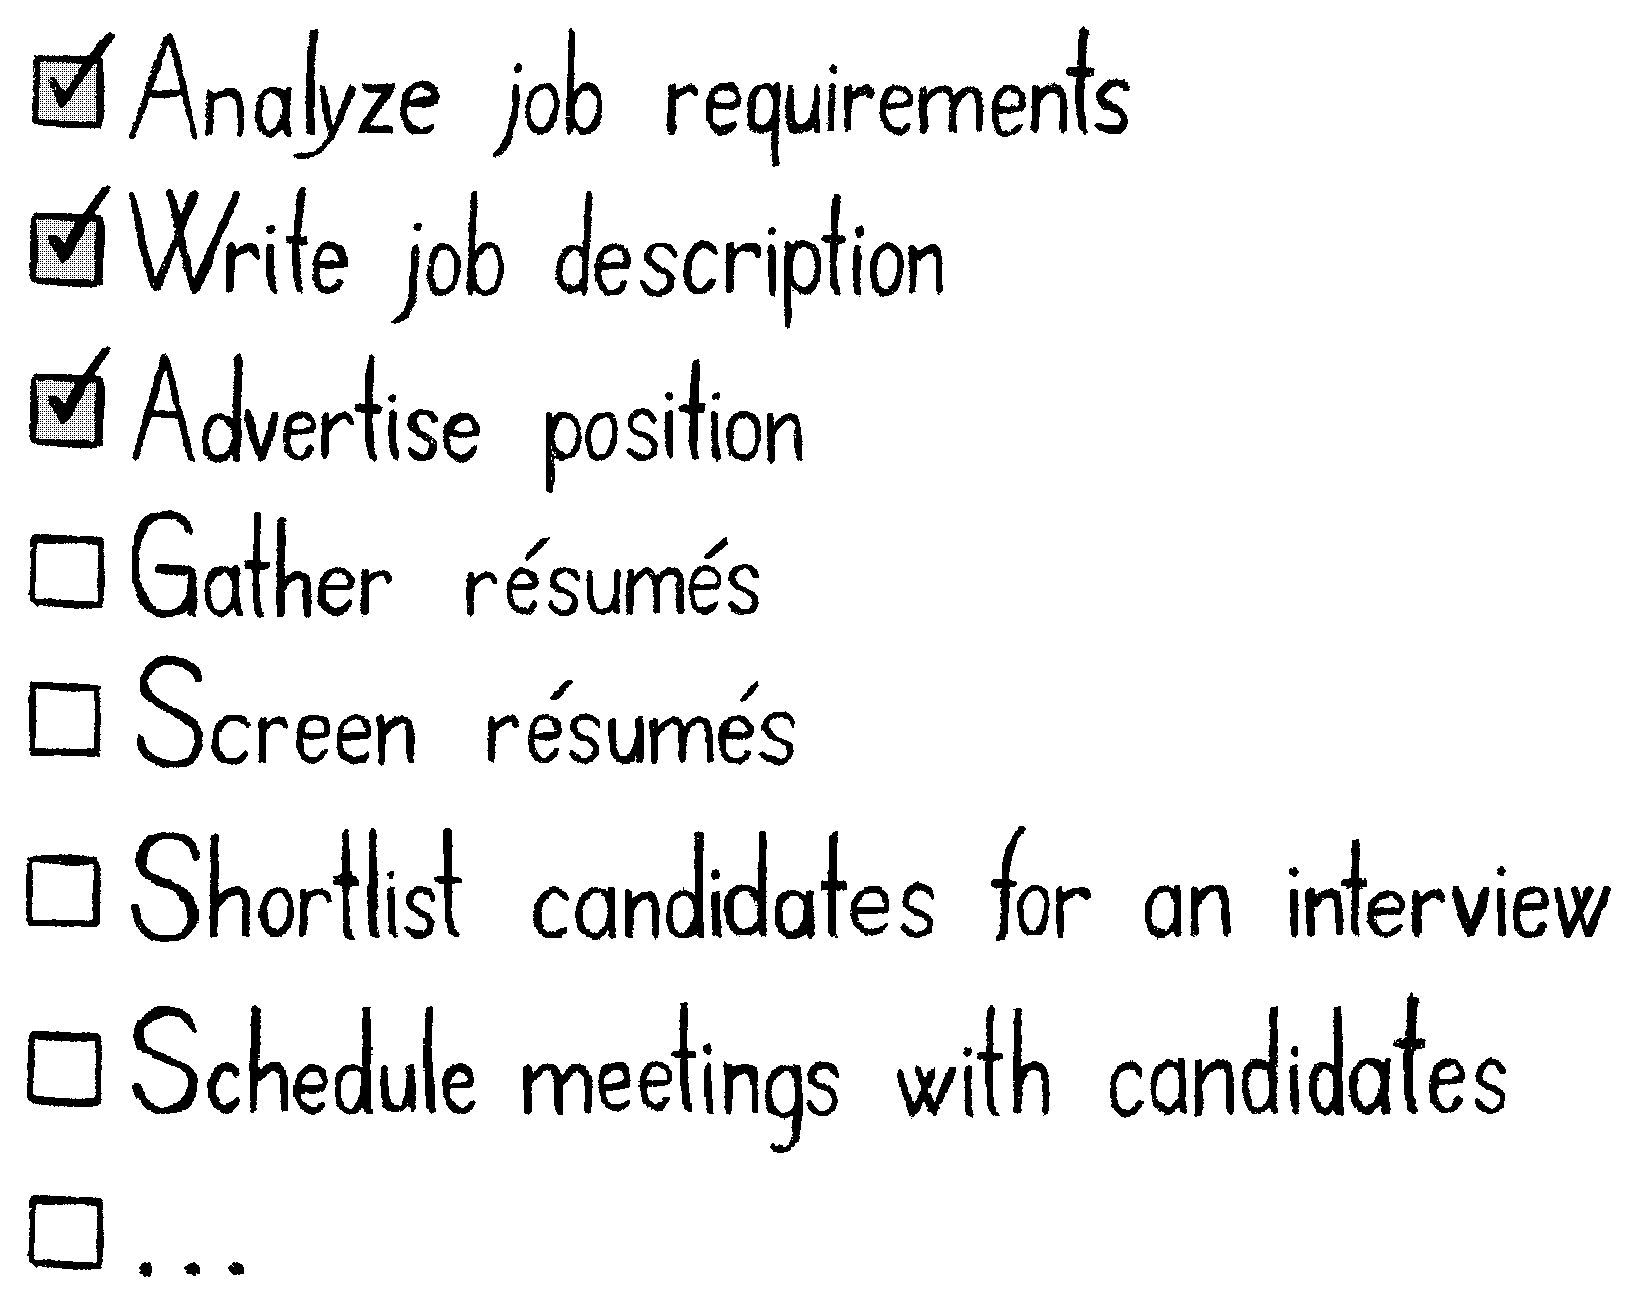 Analyze job requirements
Write job description
Advertise position
Gather résumés
Screen résumés
Shortlist candidates for an interview
Schedule meetings with candidates
...